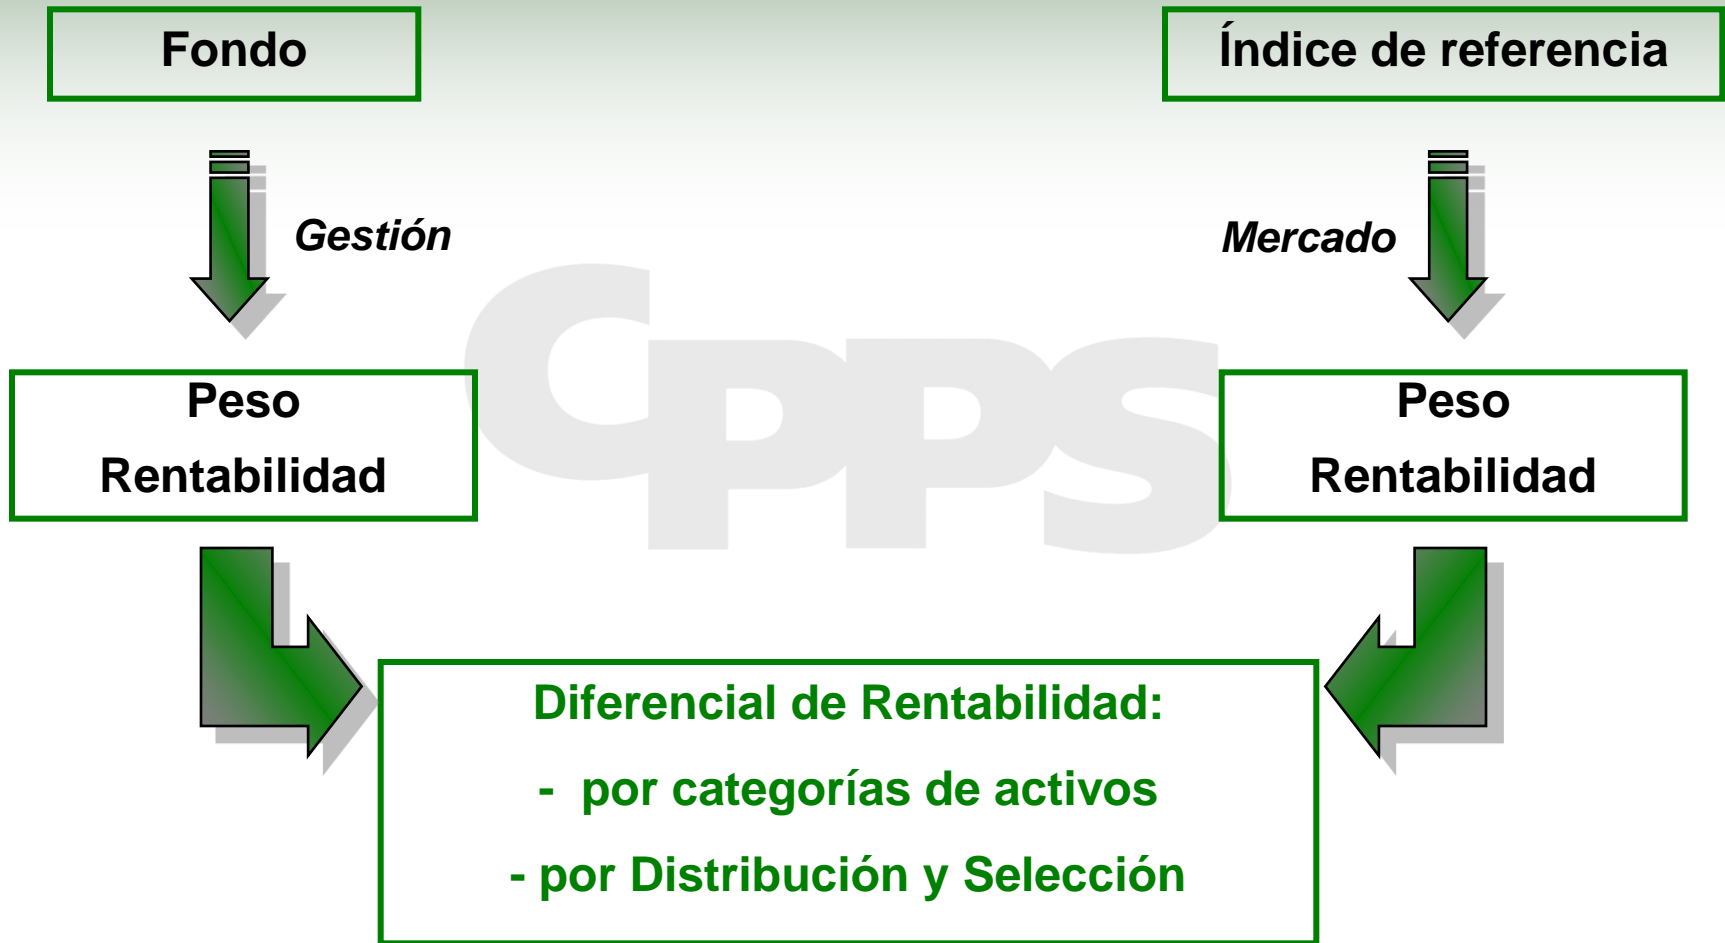 Fondo
Índice de referencia
Gestión
Mercado
CPPS
Peso
Rentabilidad
Peso
Rentabilidad
Diferencial de Rentabilidad:
- por categorías de activos
- por Distribución y Selección